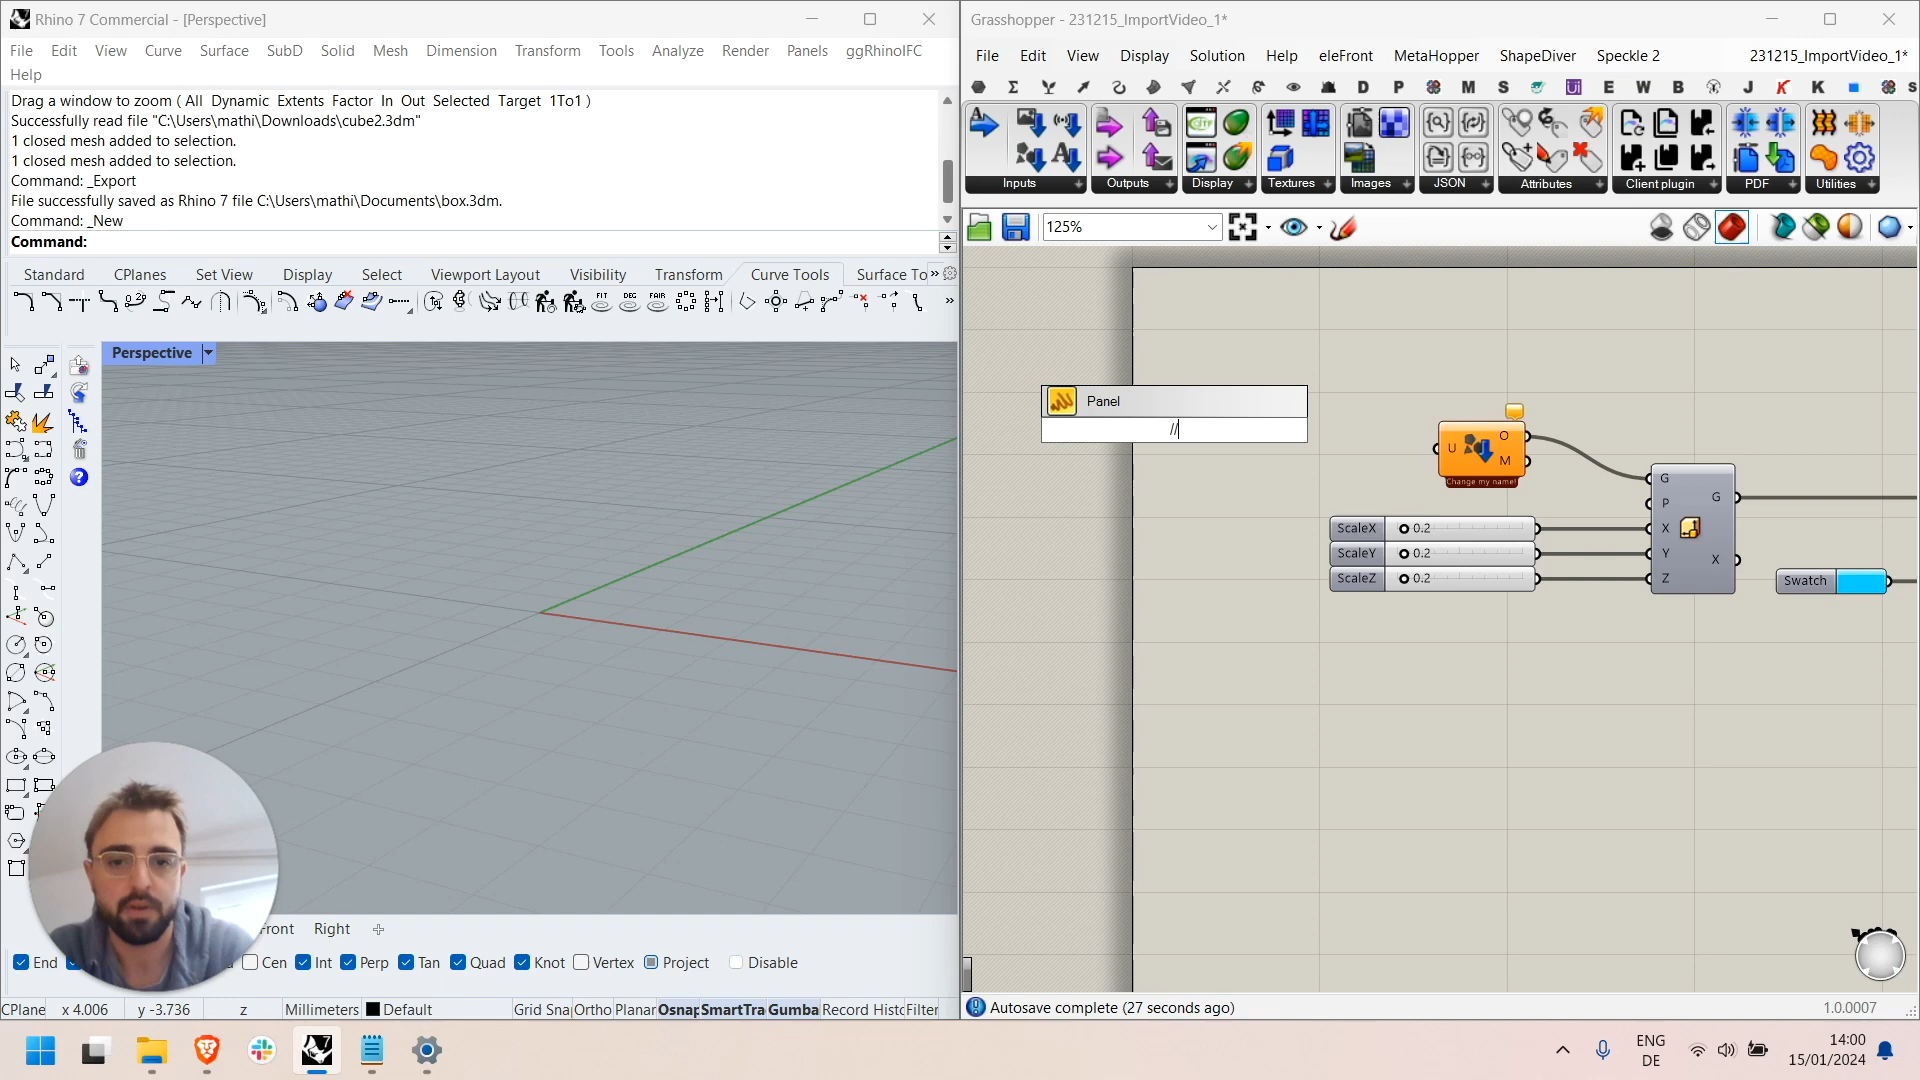 Rhino 7 Commercial - [Perspective]
File Edit View Curve Surface SubD Solid Mesh Dimension Transform Tools Analyze Render Panels ggRhinoIFC
Help
Drag a window to zoom ( All Dynamic Extents Factor In Out Selected Target 1To1 )
Successfully read file "C:\Users\mathi\Downloads\cube2.3dm"
1 closed mesh added to selection.
1 closed mesh added to selection.
Command: _Export
File successfully saved as Rhino 7 file C:\Users\mathi\Documents\box.3dm.
Command: _New
Command:
Standard CPlanes Set View Display Select Viewport Layout Visibility Transform Curve Tools Surface To »
FIT DEG FAIR »
Perspective
Front Right
End Cen Int Perp Tan Quad Knot Vertex Project Disable
CPlane x 4.006 y -3.736 z Millimeters Default Grid Sna Ortho Planar Osnap SmartTra Gumba Record Histo Filter
Grasshopper - 231215_ImportVideo_1*
File Edit View Display Solution Help eleFront MetaHopper ShapeDiver Speckle 2 231215_ImportVideo_1*
D P M S Ui E W B J K K S
Inputs Outputs Display Textures Images JSON Attributes Client plugin PDF Utilities
125%
Panel
//
U O M
Change my name!
G P X Y Z G X
ScaleX 0.2
ScaleY 0.2
ScaleZ 0.2
Swatch
Autosave complete (27 seconds ago) 1.0.0007
ENG
DE
14:00
15/01/2024